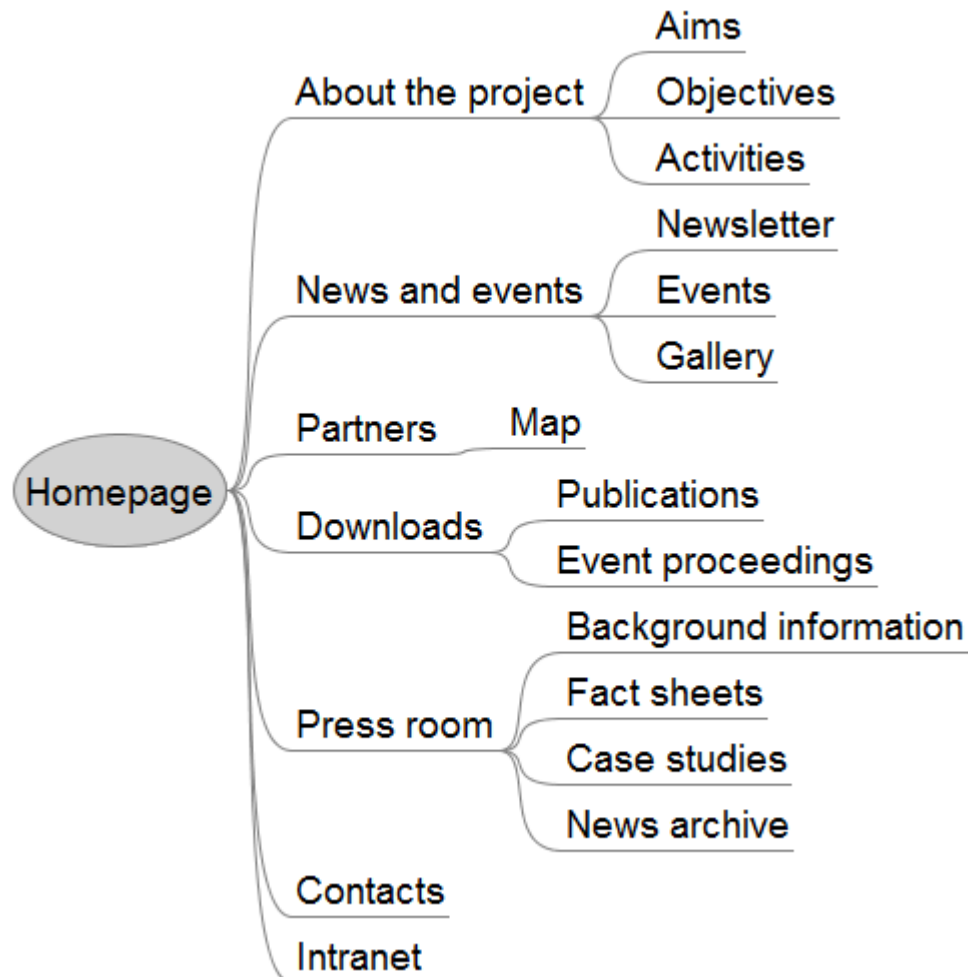 Homepage
About the project
Aims
Objectives
Activities
News and events
Newsletter
Events
Gallery
Partners
Map
Downloads
Publications
Event proceedings
Press room
Background information
Fact sheets
Case studies
News archive
Contacts
Intranet